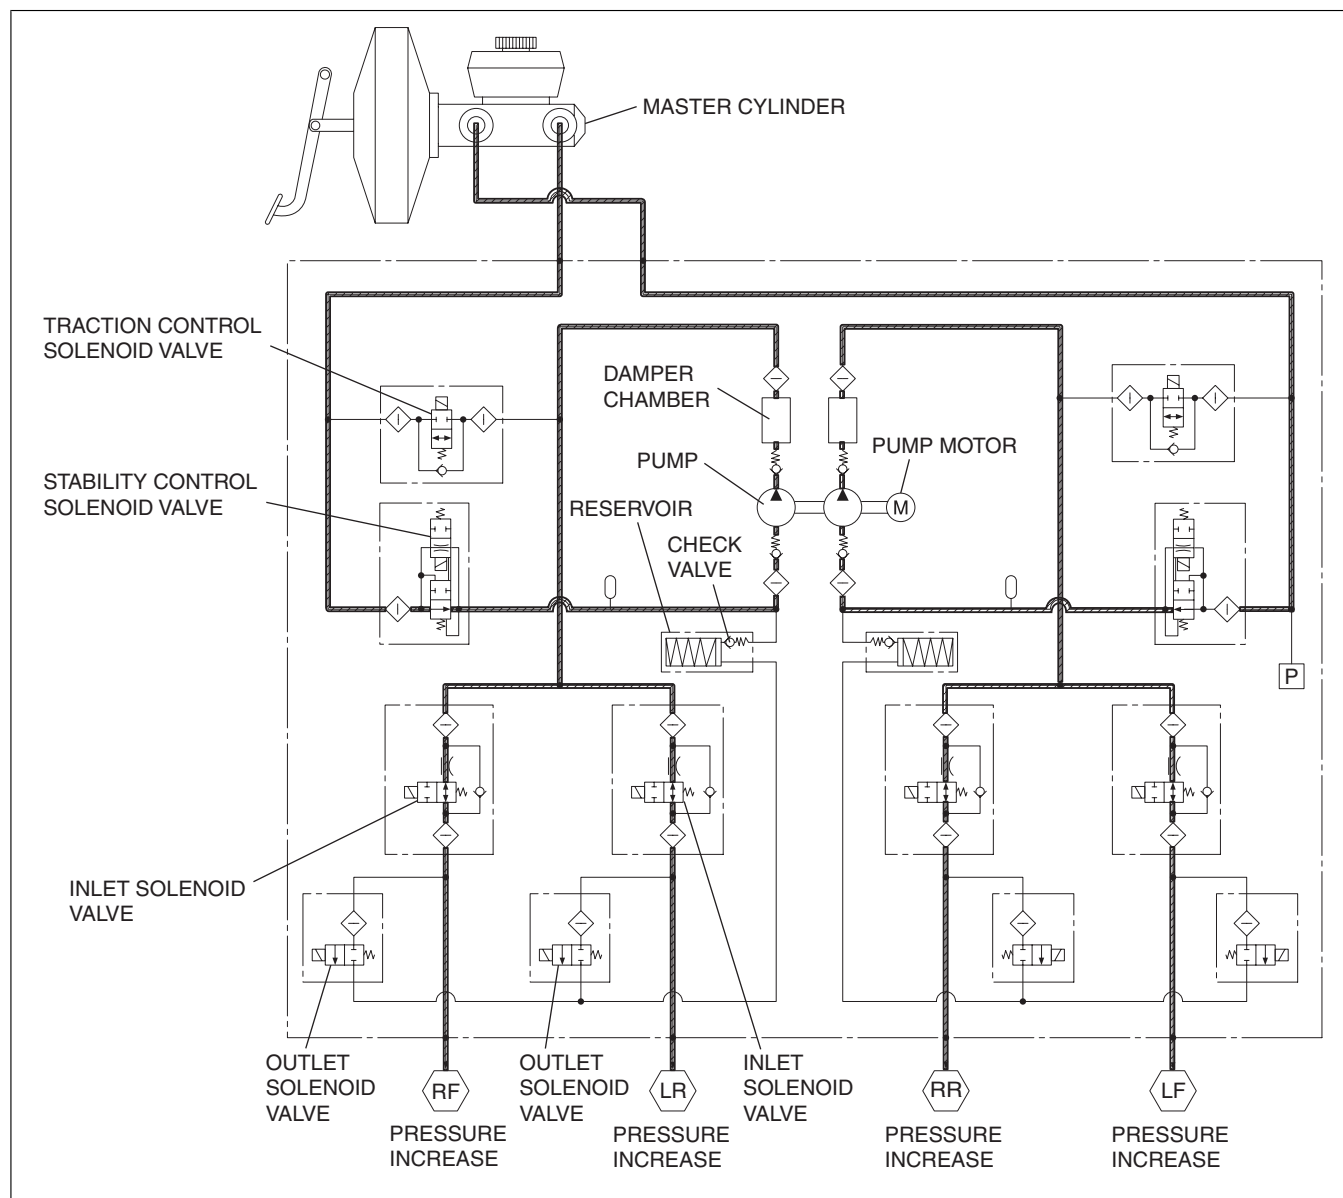 MASTER CYLINDER
TRACTION CONTROL
SOLENOID VALVE
DAMPER
CHAMBER
PUMP MOTOR
PUMP
STABILITY CONTROL
SOLENOID VALVE
RESERVOIR
M
CHECK
VALVE
P
INLET SOLENOID
VALVE
OUTLET
SOLENOID
VALVE
RF
PRESSURE
INCREASE
OUTLET
SOLENOID
VALVE
LR
PRESSURE
INCREASE
INLET
SOLENOID
VALVE
RR
PRESSURE
INCREASE
LF
PRESSURE
INCREASE